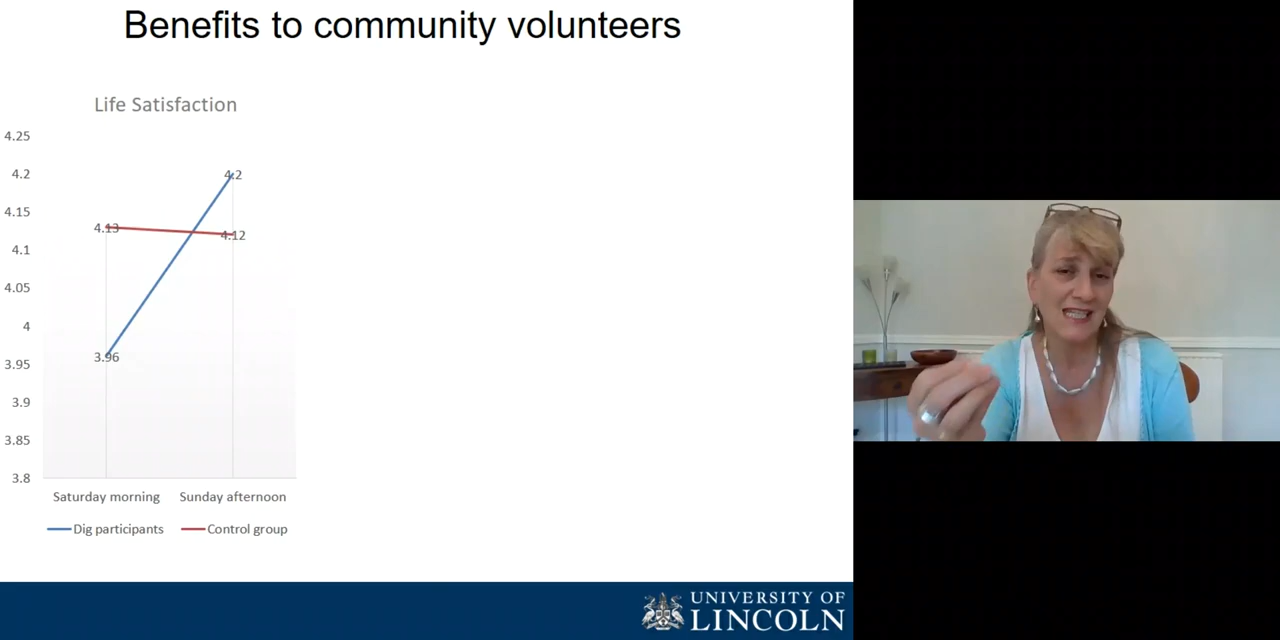 Benefits to community volunteers
Life Satisfaction
4.25
4.2
4.15
4.1
4.05
4
3.95
3.9
3.85
3.8
4.13
3.96
4.2
4.12
Saturday morning
Sunday afternoon
Dig participants
Control group
UNIVERSITY OF
LINCOLN